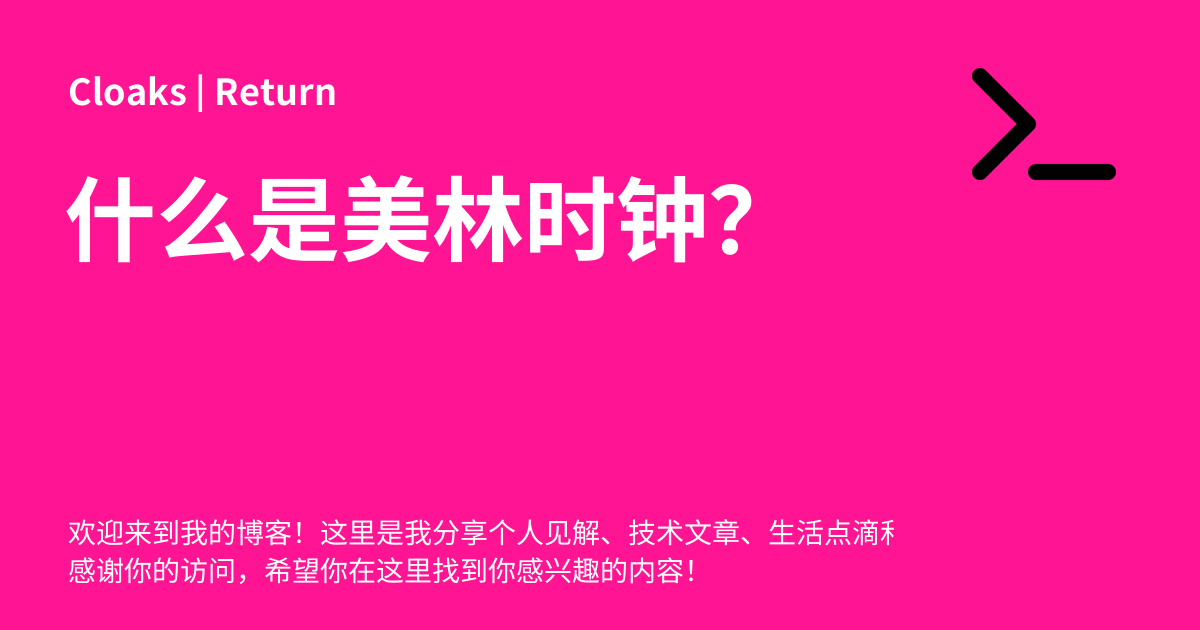 Cloaks | Return
什么是美林时钟？
欢迎来到我的博客！这里是我分享个人见解、技术文章、生活点滴
感谢你的访问，希望你在这里找到你感兴趣的内容！